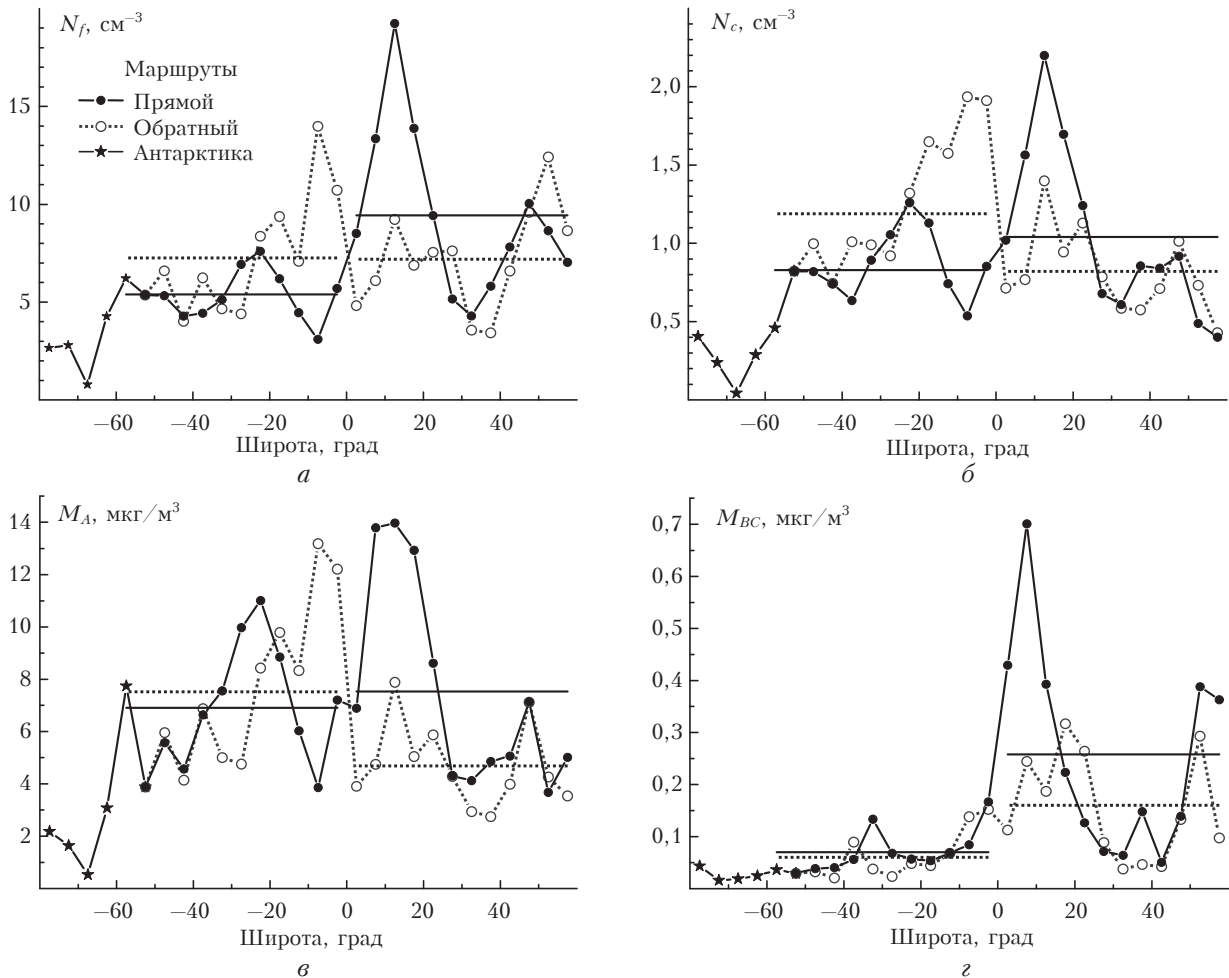 N_f, см⁻³
Маршруты
Прямой
Обратный
Антарктика
15
10
5
−60 −40 −20 0 20 40
Широта, град
а
N_c, см⁻³
2,0
1,5
1,0
0,5
−60 −40 −20 0 20 40
Широта, град
б
M_A, мкг/м³
14
12
10
8
6
4
2
−60 −40 −20 0 20 40
Широта, град
в
M_BC, мкг/м³
0,7
0,6
0,5
0,4
0,3
0,2
0,1
−60 −40 −20 0 20 40
Широта, град
г